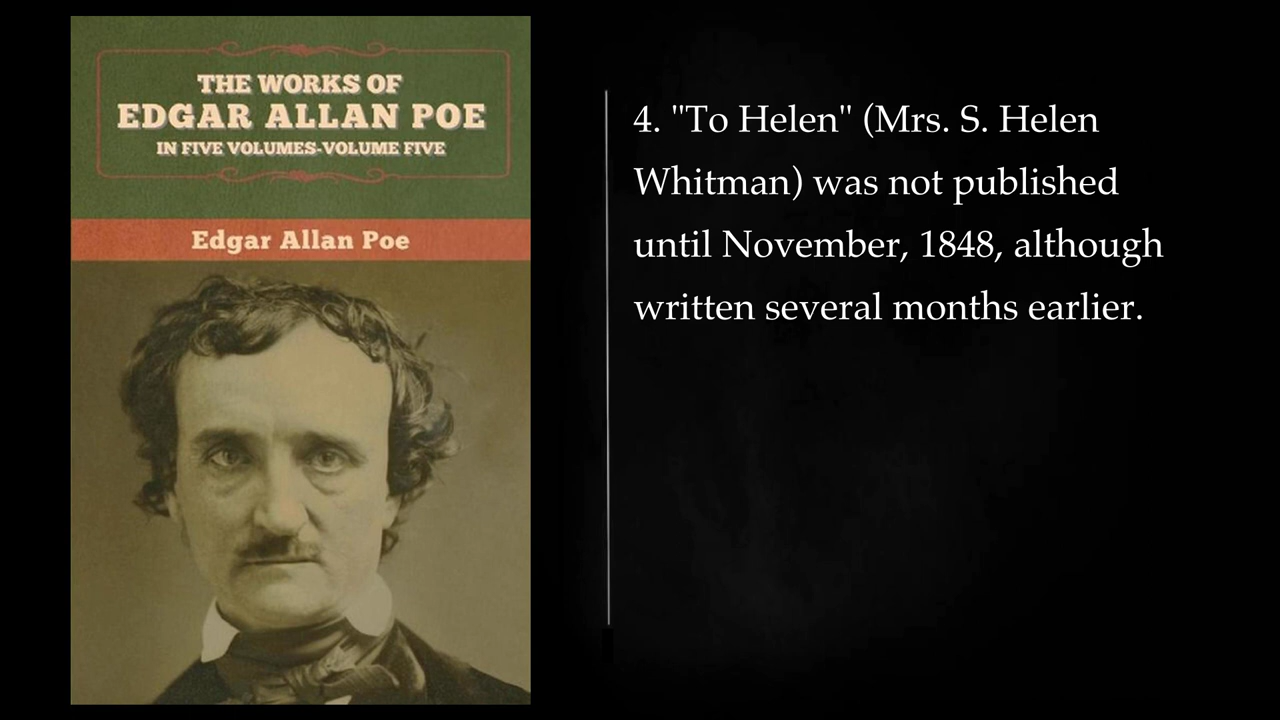 THE WORKS OF
EDGAR ALLAN POE
IN FIVE VOLUMES-VOLUME FIVE
Edgar Allan Poe
4. "To Helen" (Mrs. S. Helen
Whitman) was not published
until November, 1848, although
written several months earlier.